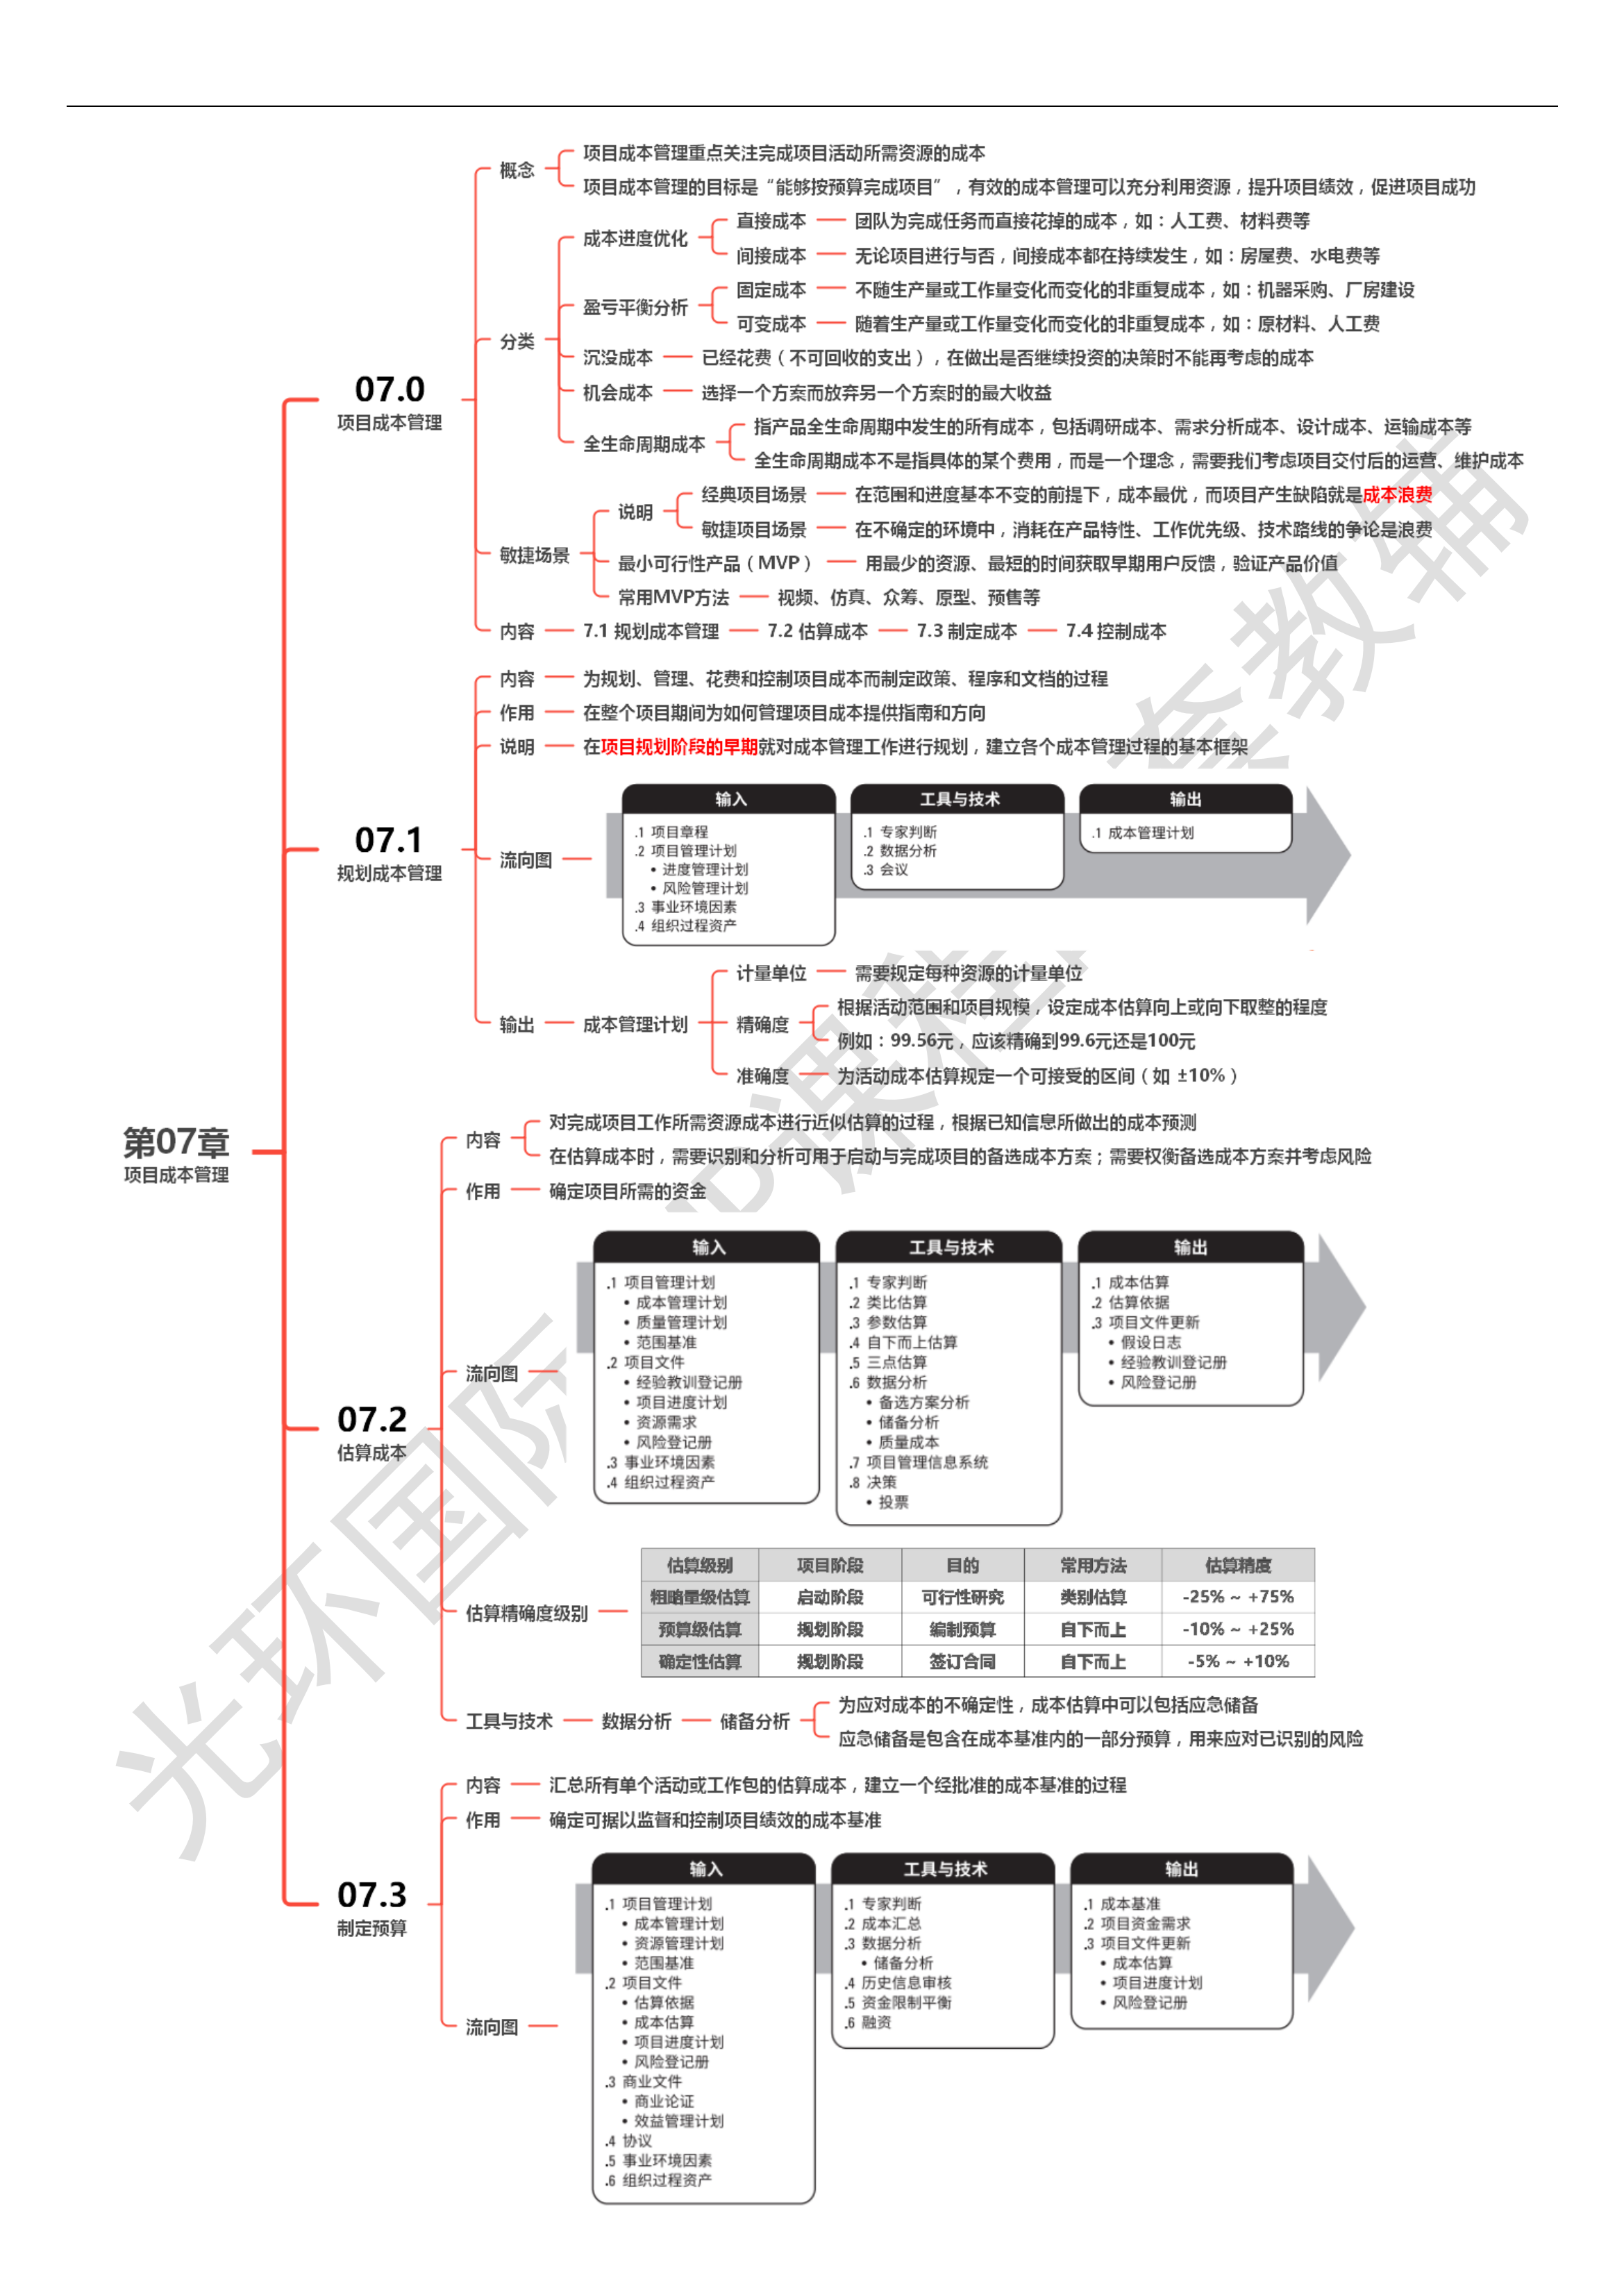 第07章
项目成本管理
07.0
项目成本管理
概念
项目成本管理重点关注完成项目活动所需资源的成本
项目成本管理的目标是“能够按预算完成项目”，有效的成本管理可以充分利用资源，提升项目绩效，促进项目成功
分类
成本进度优化
直接成本 团队为完成任务而直接花掉的成本，如：人工费、材料费等
间接成本 无论项目进行与否，间接成本都在持续发生，如：房屋费、水电费等
盈亏平衡分析
固定成本 不随生产量或工作量变化而变化的非重复成本，如：机器采购、厂房建设
可变成本 随着生产量或工作量变化而变化的非重复成本，如：原材料、人工费
沉没成本 已经花费（不可回收的支出），在做出是否继续投资的决策时不能再考虑的成本
机会成本 选择一个方案而放弃另一个方案时的最大收益
全生命周期成本
指产品全生命周期中发生的所有成本，包括调研成本、需求分析成本、设计成本、运输成本等
全生命周期成本不是指具体的某个费用，而是一个理念，需要我们考虑项目交付后的运营、维护成本
敏捷场景
说明
经典项目场景 在范围和进度基本不变的前提下，成本最优，而项目产生缺陷就是成本浪费
敏捷项目场景 在不确定的环境中，消耗在产品特性、工作优先级、技术路线的争论是浪费
最小可行性产品（MVP） 用最少的资源、最短的时间获取早期用户反馈，验证产品价值
常用MVP方法 视频、仿真、众筹、原型、预售等
内容 7.1 规划成本管理 7.2 估算成本 7.3 制定成本 7.4 控制成本
07.1
规划成本管理
内容 为规划、管理、花费和控制项目成本而制定政策、程序和文档的过程
作用 在整个项目期间为如何管理项目成本提供指南和方向
说明 在项目规划阶段的早期就对成本管理工作进行规划，建立各个成本管理过程的基本框架
流向图
输入
.1 项目章程
.2 项目管理计划
• 进度管理计划
• 风险管理计划
.3 事业环境因素
.4 组织过程资产
工具与技术
.1 专家判断
.2 数据分析
.3 会议
输出
.1 成本管理计划
输出 成本管理计划
计量单位 需要规定每种资源的计量单位
精确度
根据活动范围和项目规模，设定成本估算向上或向下取整的程度
例如：99.56元，应该精确到99.6元还是100元
准确度 为活动成本估算规定一个可接受的区间（如 ±10%）
07.2
估算成本
内容
对完成项目工作所需资源成本进行近似估算的过程，根据已知信息所做出的成本预测
在估算成本时，需要识别和分析可用于启动与完成项目的备选成本方案；需要权衡备选成本方案并考虑风险
作用 确定项目所需的资金
流向图
输入
.1 项目管理计划
• 成本管理计划
• 质量管理计划
• 范围基准
.2 项目文件
• 经验教训登记册
• 项目进度计划
• 资源需求
• 风险登记册
.3 事业环境因素
.4 组织过程资产
工具与技术
.1 专家判断
.2 类比估算
.3 参数估算
.4 自下而上估算
.5 三点估算
.6 数据分析
• 备选方案分析
• 储备分析
• 质量成本
.7 项目管理信息系统
.8 决策
• 投票
输出
.1 成本估算
.2 估算依据
.3 项目文件更新
• 假设日志
• 经验教训登记册
• 风险登记册
估算精确度级别
估算级别 项目阶段 目的 常用方法 估算精度
粗略量级估算 启动阶段 可行性研究 类别估算 -25% ~ +75%
预算级估算 规划阶段 编制预算 自下而上 -10% ~ +25%
确定性估算 规划阶段 签订合同 自下而上 -5% ~ +10%
工具与技术 数据分析 储备分析
为应对成本的不确定性，成本估算中可以包括应急储备
应急储备是包含在成本基准内的一部分预算，用来应对已识别的风险
07.3
制定预算
内容 汇总所有单个活动或工作包的估算成本，建立一个经批准的成本基准的过程
作用 确定可据以监督和控制项目绩效的成本基准
流向图
输入
.1 项目管理计划
• 成本管理计划
• 资源管理计划
• 范围基准
.2 项目文件
• 估算依据
• 成本估算
• 项目进度计划
• 风险登记册
.3 商业文件
• 商业论证
• 效益管理计划
.4 协议
.5 事业环境因素
.6 组织过程资产
工具与技术
.1 专家判断
.2 成本汇总
.3 数据分析
• 储备分析
.4 历史信息审核
.5 资金限制平衡
.6 融资
输出
.1 成本基准
.2 项目资金需求
.3 项目文件更新
• 成本估算
• 项目进度计划
• 风险登记册